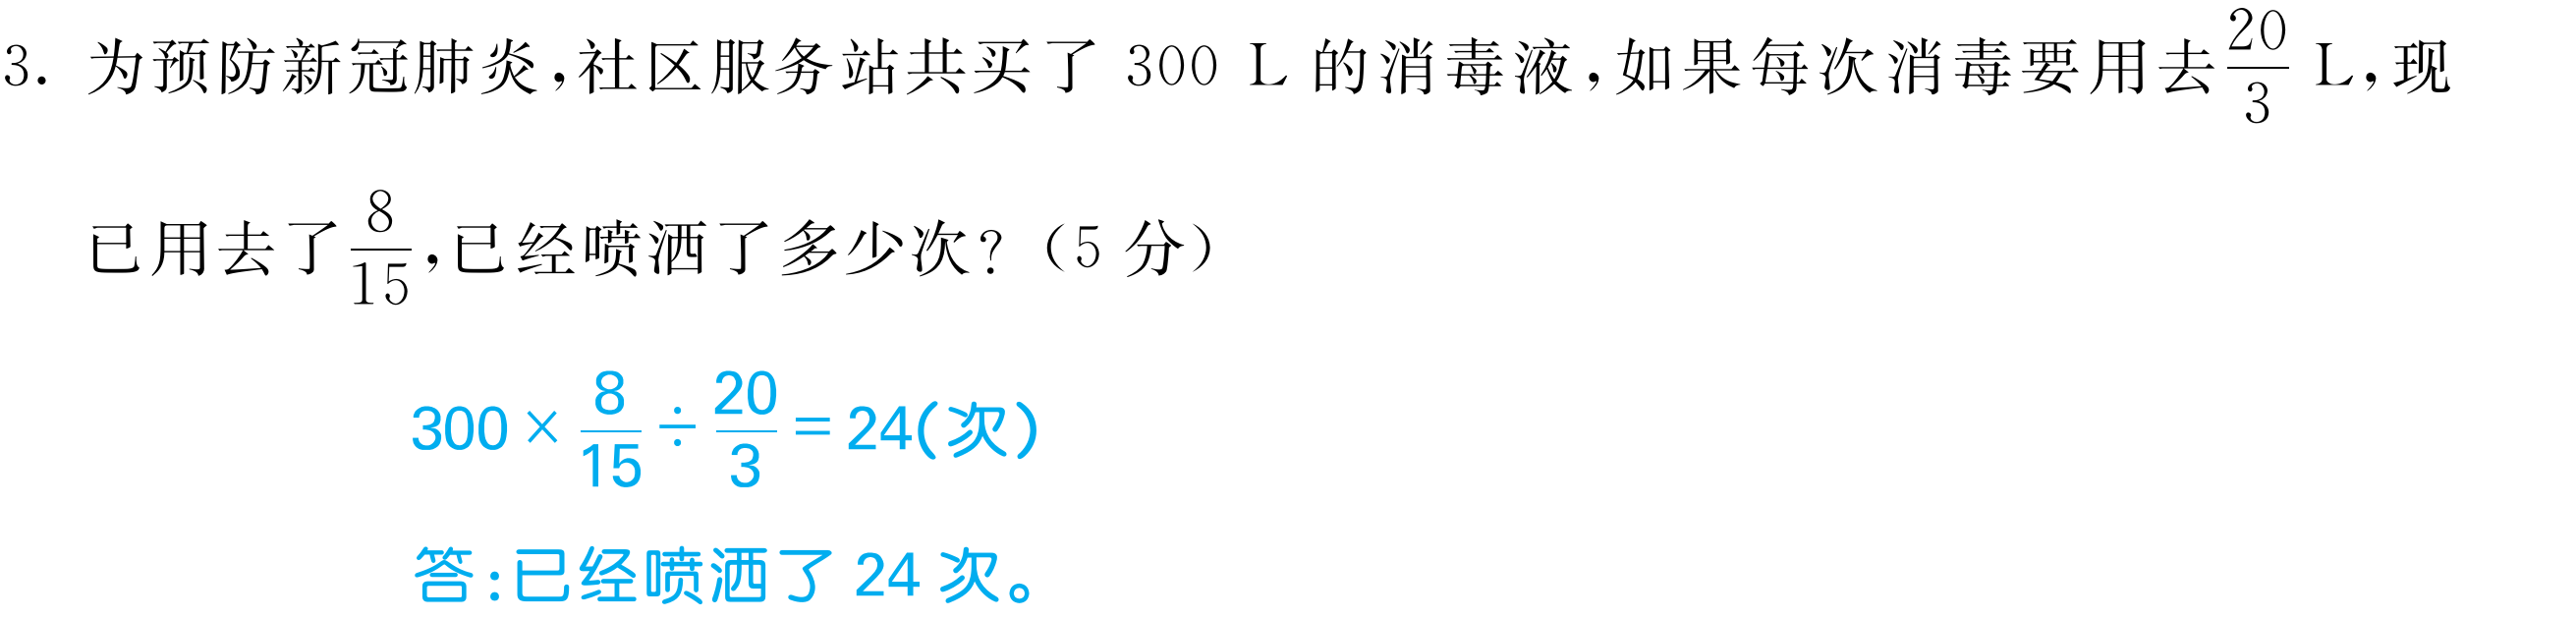 3. 为预防新冠肺炎,社区服务站共买了 300 L 的消毒液,如果每次消毒要用去20/3 L,现
已用去了8/15,已经喷洒了多少次?(5 分)
300 × 8/15 ÷ 20/3 = 24(次)
答:已经喷洒了 24 次。